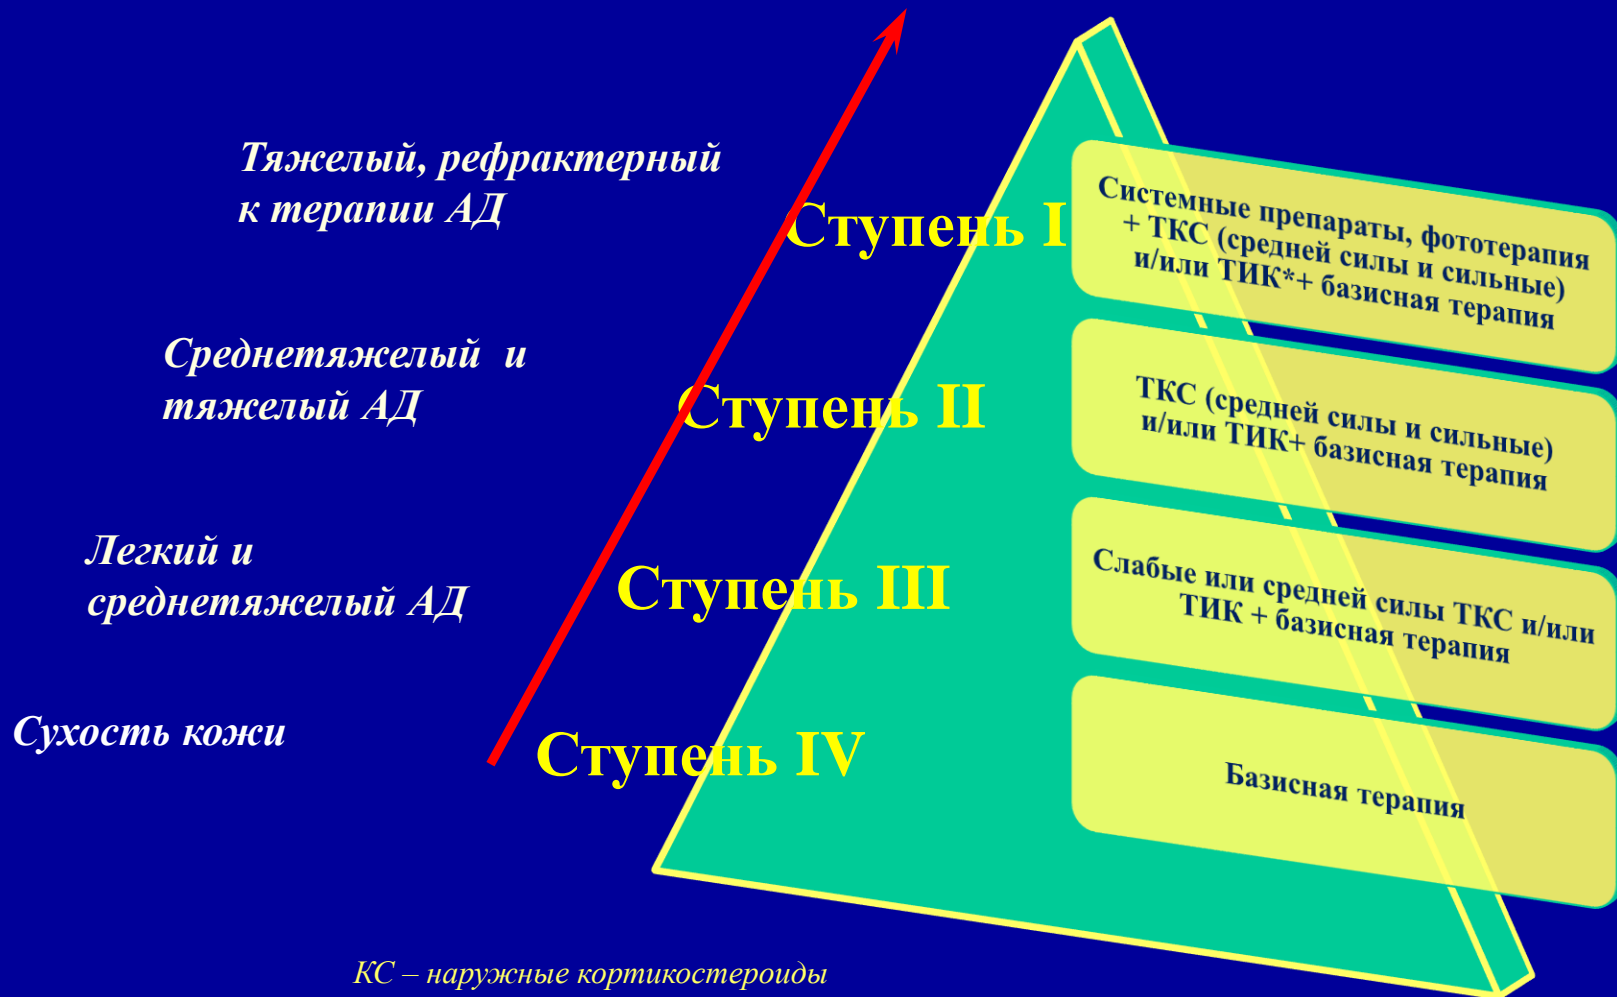 Тяжелый, рефрактерный
к терапии АД
Ступень I
Системные препараты, фототерапия
+ ТКС (средней силы и сильные)
и/или ТИК*+ базисная терапия
Среднетяжелый и
тяжелый АД
Ступень II
ТКС (средней силы и сильные)
и/или ТИК+ базисная терапия
Легкий и
среднетяжелый АД
Ступень III
Слабые или средней силы ТКС и/или
ТИК + базисная терапия
Сухость кожи
Ступень IV
Базисная терапия
КС – наружные кортикостероиды